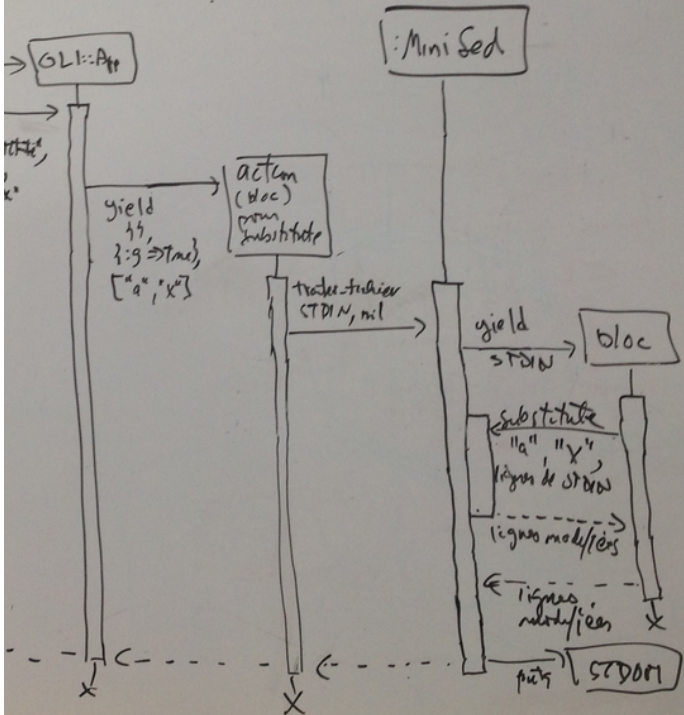 GLI::App
:MiniSed
action
(bloc)
pour
substitute
yield
{},
{:g=>true},
["a","x"]
traiter_fichier
STDIN, nil
yield
STDIN
bloc
substitute
"a", "x",
lignes de STDIN
lignes modifiées
lignes
modifiées
puts
X
X
X